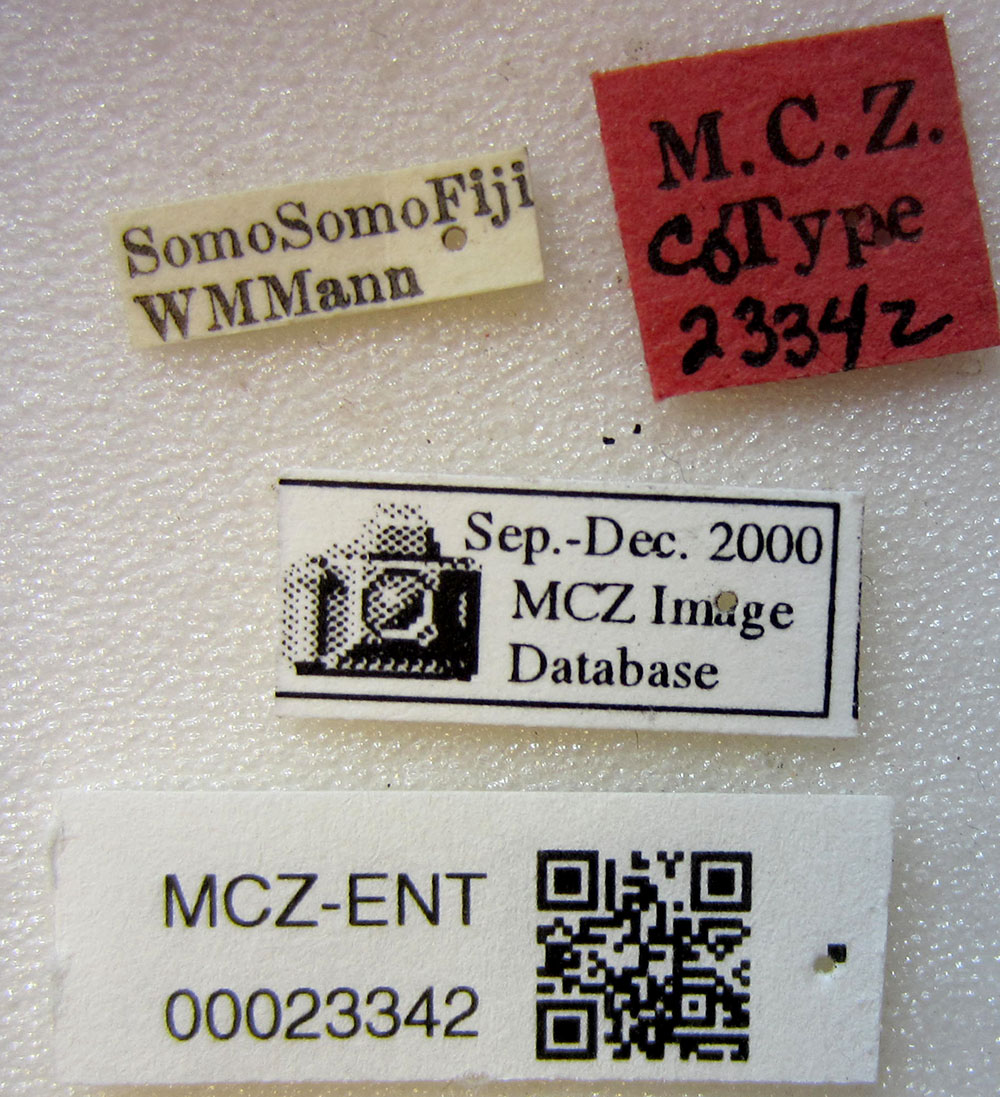 SomoSomoFiji
WMMann
M.C.Z.
CoType
23342
Sep.-Dec. 2000
MCZ Image
Database
MCZ-ENT
00023342